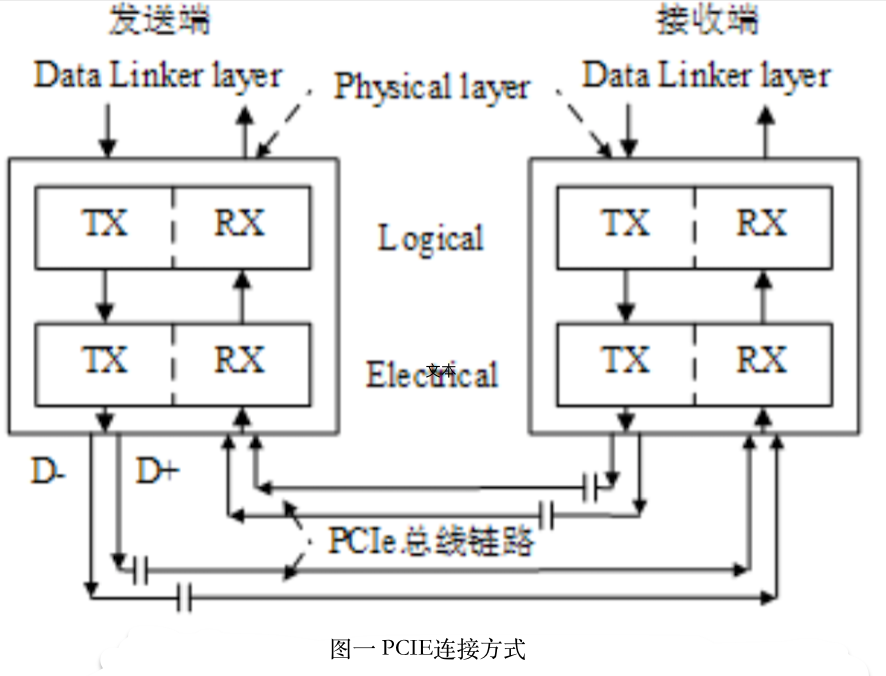 发送端
接收端
Data Linker layer
Physical layer
Data Linker layer
TX
RX
Logical
TX
RX
TX
RX
Electrical
文本
TX
RX
D-
D+
PCIe总线链路
图一 PCIE连接方式